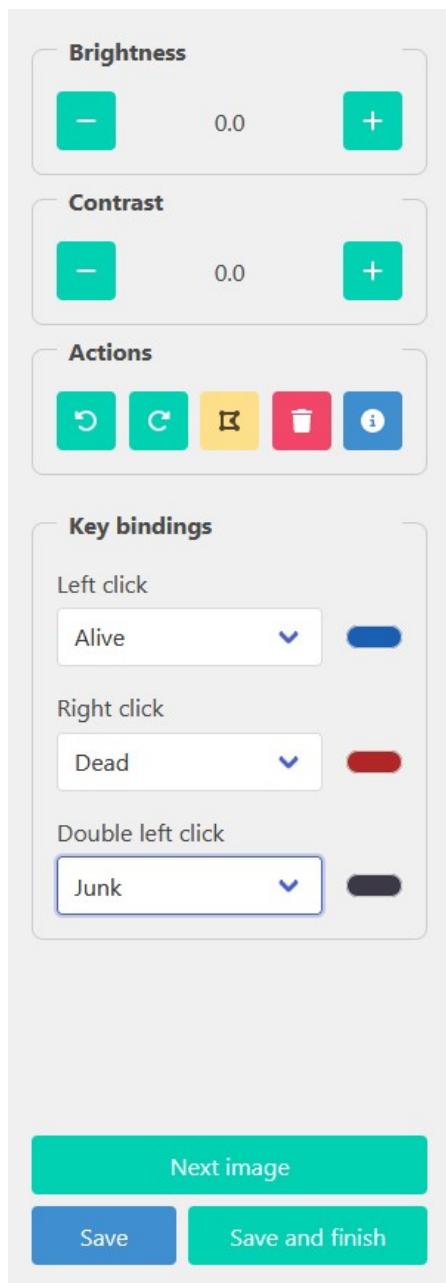 Brightness
− 0.0 +
Contrast
− 0.0 +
Actions
Key bindings
Left click
Alive
Right click
Dead
Double left click
Junk
Next image
Save
Save and finish